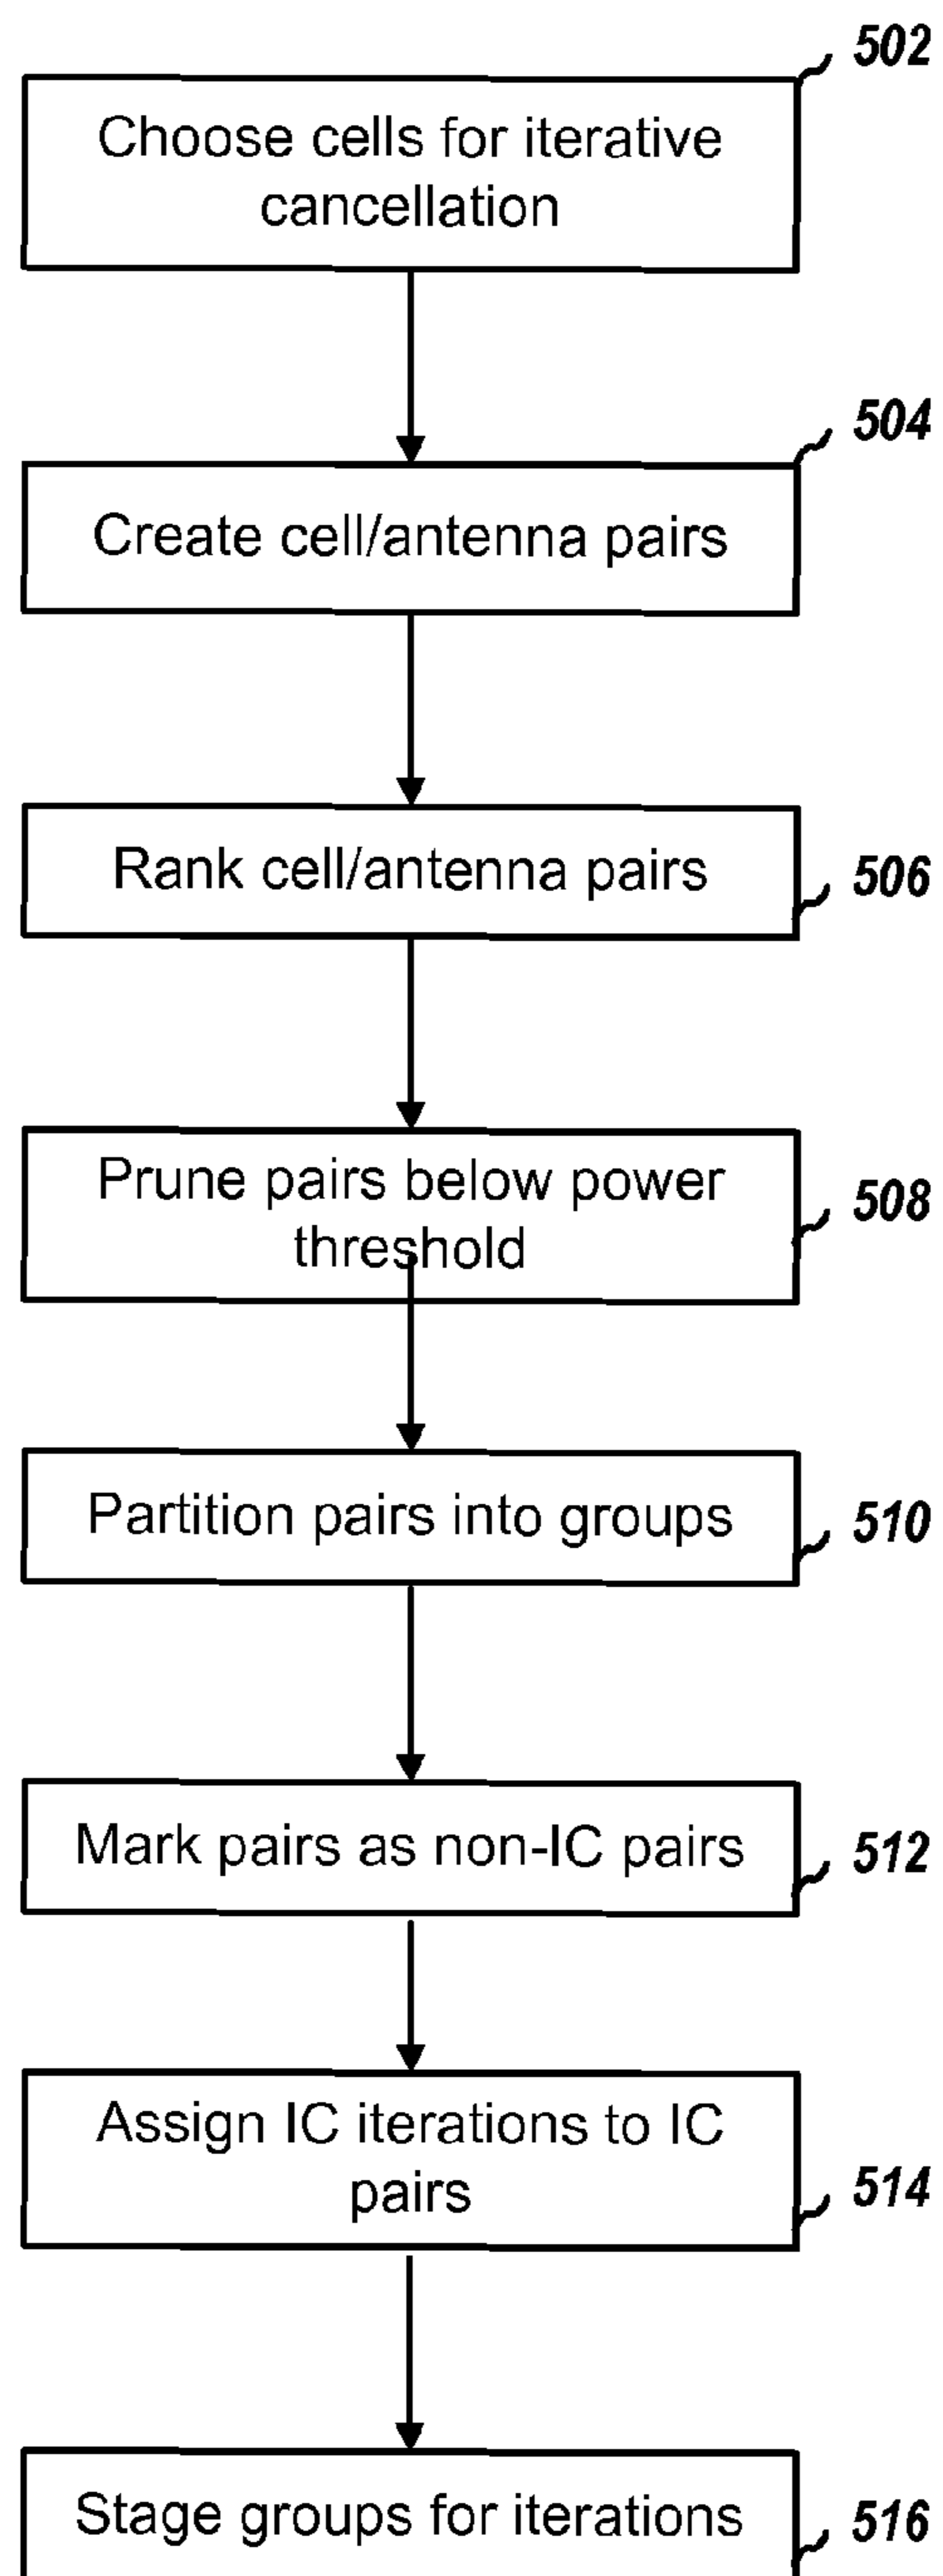 502
Choose cells for iterative
cancellation
504
Create cell/antenna pairs
Rank cell/antenna pairs
506
Prune pairs below power
threshold
508
Partition pairs into groups
510
Mark pairs as non-IC pairs
512
Assign IC iterations to IC
pairs
514
Stage groups for iterations
516